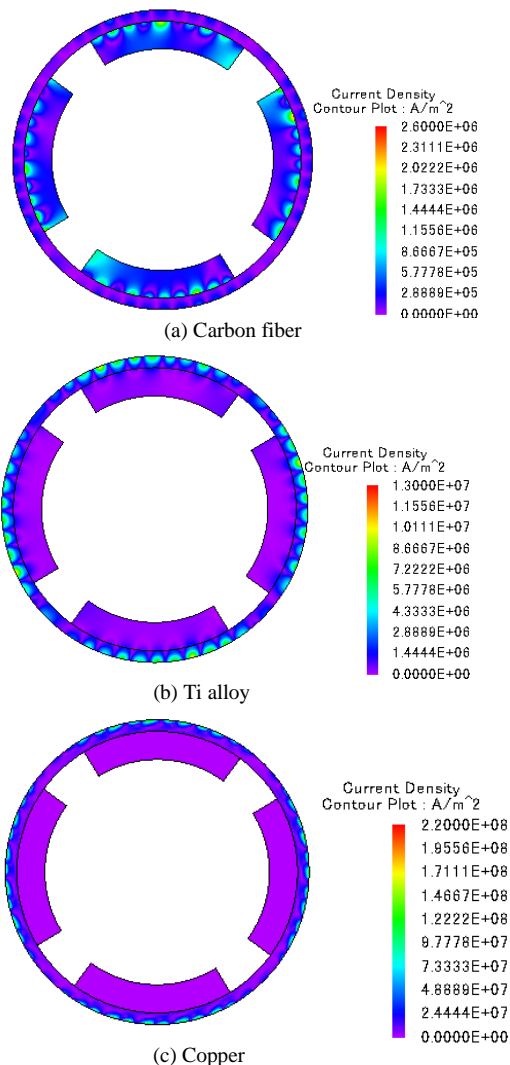 Current Density
Contour Plot : A/m^2
2.6000E+06
2.3111E+06
2.0222E+06
1.7333E+06
1.4444E+06
1.1556E+06
8.6667E+05
5.7778E+05
2.8889E+05
0.0000E+00
(a) Carbon fiber
Current Density
Contour Plot : A/m^2
1.3000E+07
1.1556E+07
1.0111E+07
8.6667E+06
7.2222E+06
5.7778E+06
4.3333E+06
2.8889E+06
1.4444E+06
0.0000E+00
(b) Ti alloy
Current Density
Contour Plot : A/m^2
2.2000E+08
1.9556E+08
1.7111E+08
1.4667E+08
1.2222E+08
9.7778E+07
7.3333E+07
4.8889E+07
2.4444E+07
0.0000E+00
(c) Copper